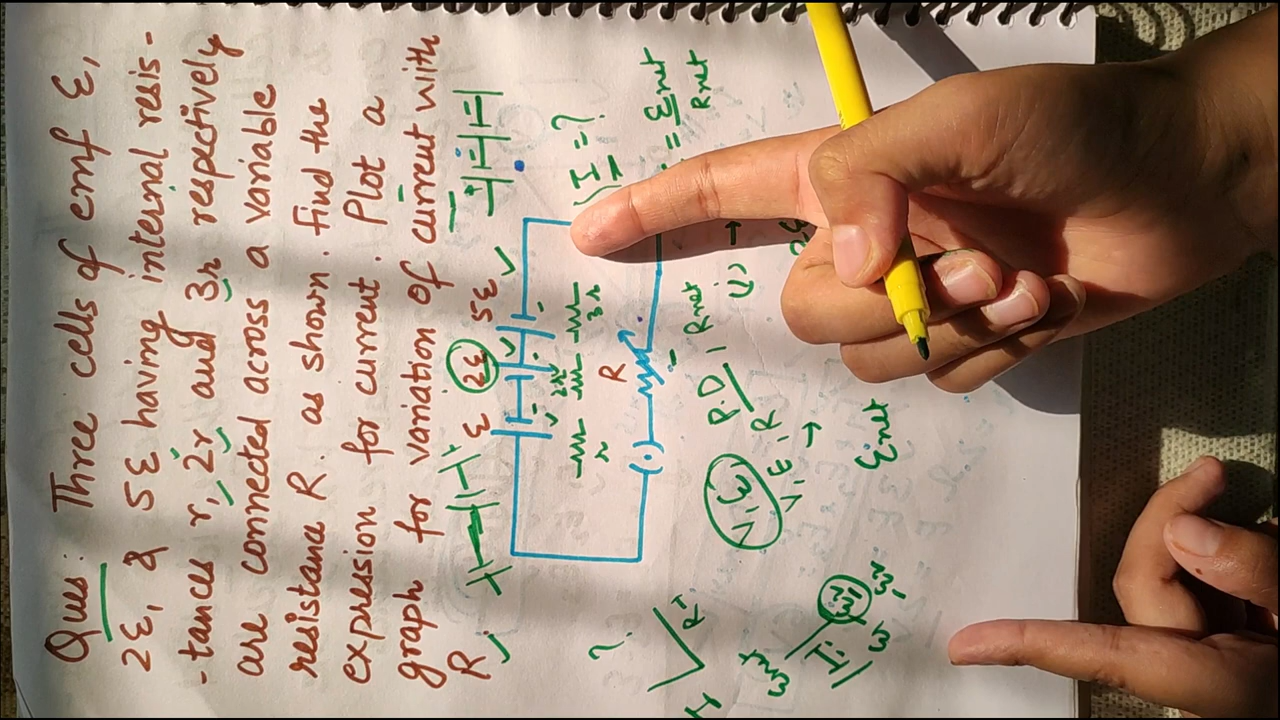 Ques: Three cells of emf ε,
2ε, & 5ε having internal resis-
-tances r, 2r and 3r respectively
are connected across a variable
resistance R. as shown. find the
expression for current. Plot a
graph for variation of current with
R.
ε 2ε 5ε
r 2r 3r
R
(·)
I = ?
= εnet
Rnet
?
I
R
P.D
Rnet
(i) →
εnet